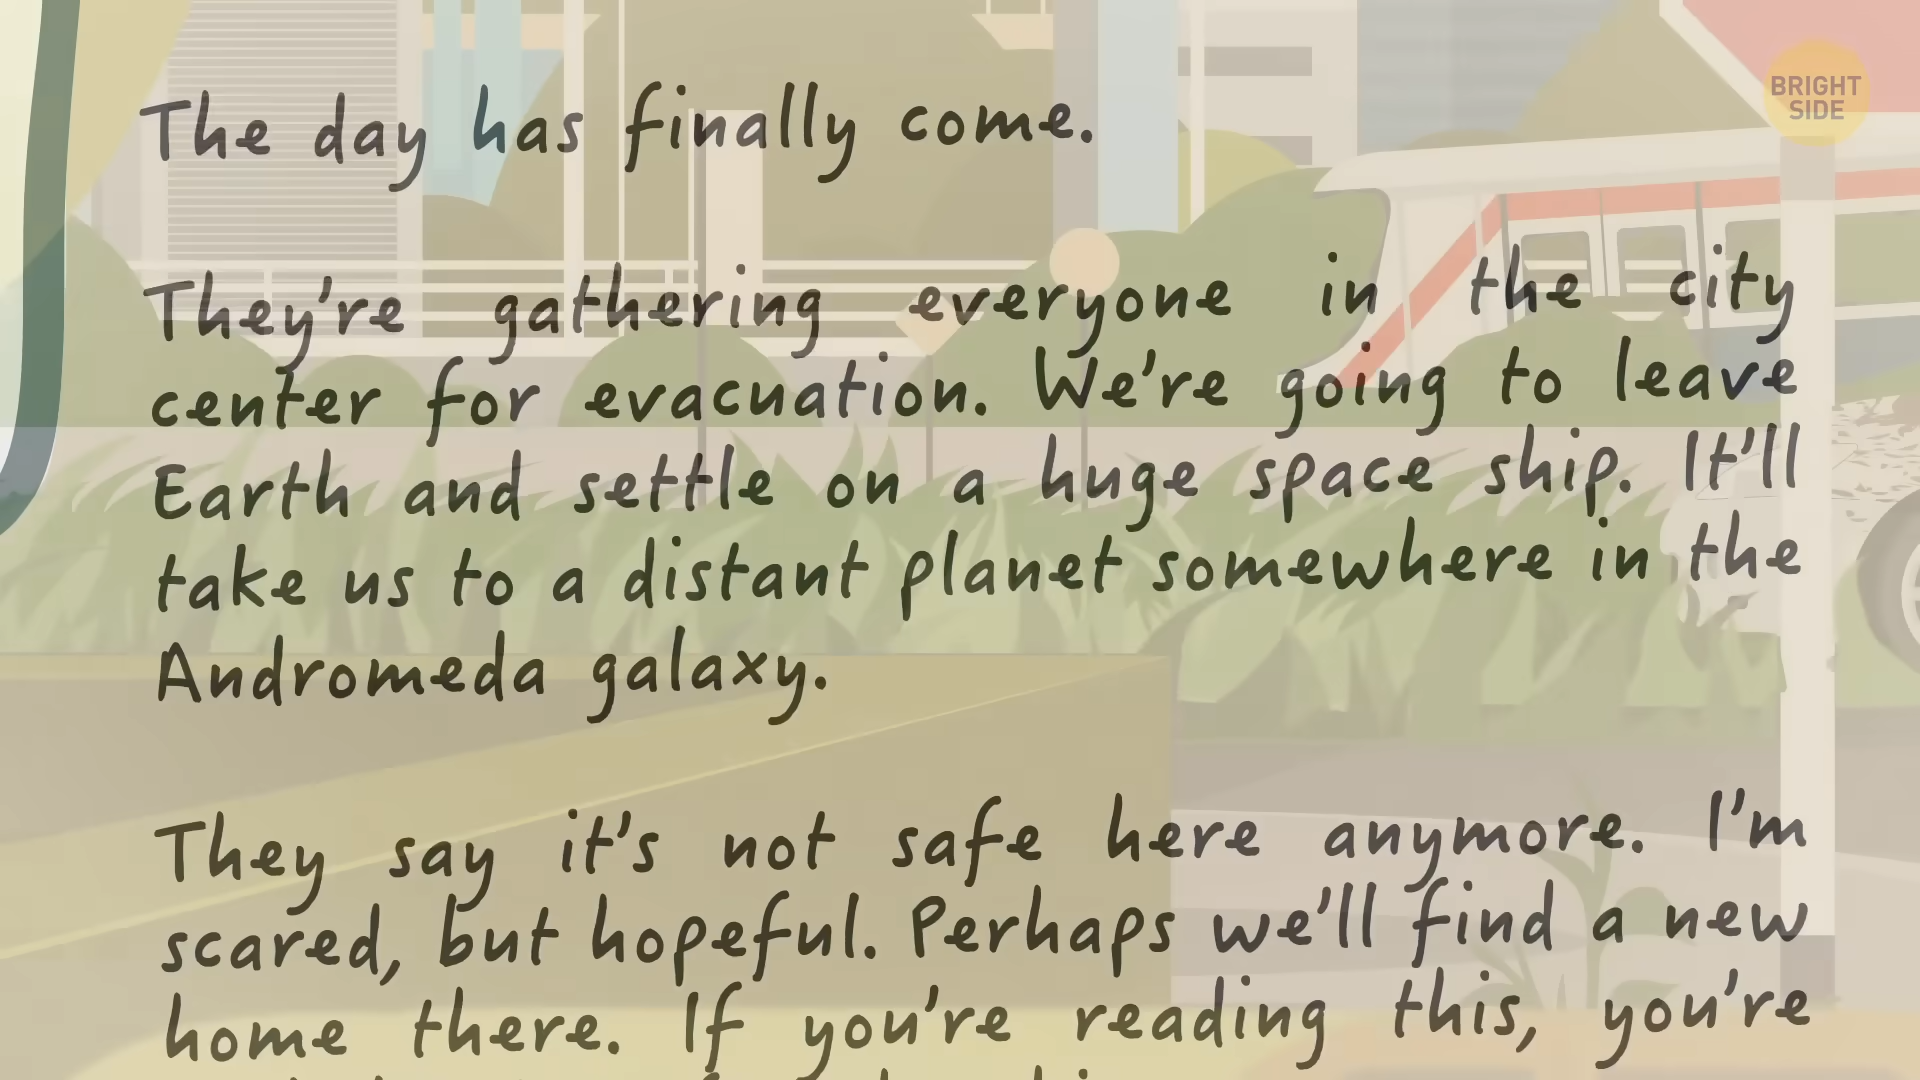 BRIGHT
SIDE
The day has finally come.
They're gathering everyone in the city
center for evacuation. We're going to leave
Earth and settle on a huge space ship. It'll
take us to a distant planet somewhere in the
Andromeda galaxy.
They say it's not safe here anymore. I'm
scared, but hopeful. Perhaps we'll find a new
home there. If you're reading this, you're